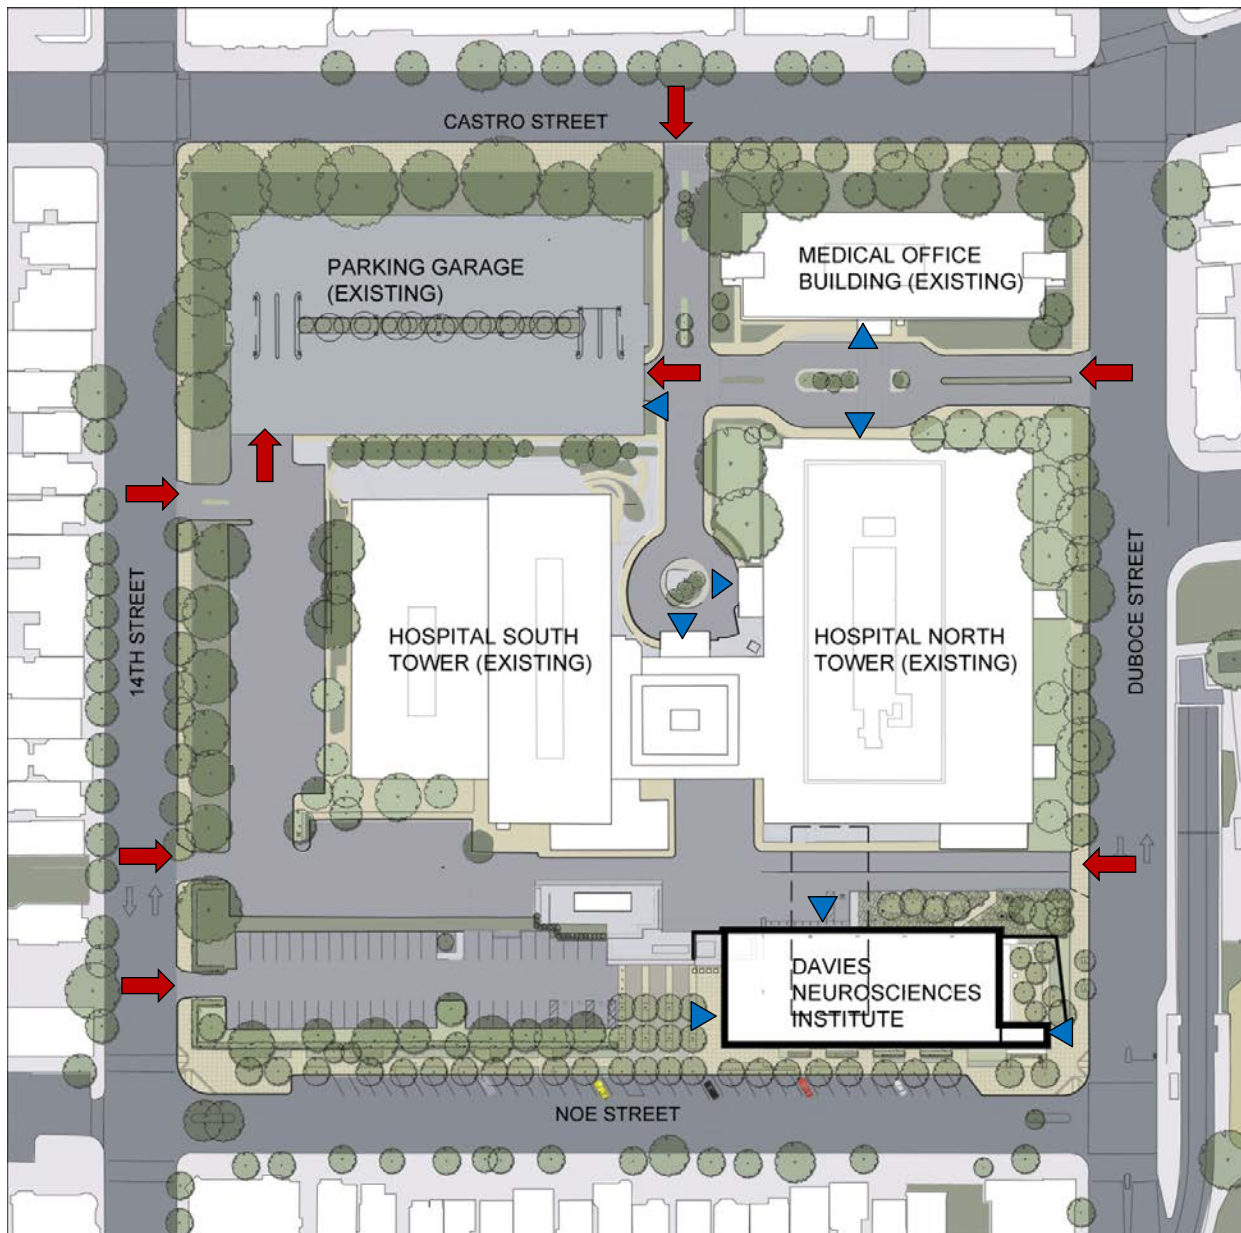 CASTRO STREET
PARKING GARAGE
(EXISTING)
MEDICAL OFFICE
BUILDING (EXISTING)
14TH STREET
HOSPITAL SOUTH
TOWER (EXISTING)
HOSPITAL NORTH
TOWER (EXISTING)
DUBOCE STREET
DAVIES
NEUROSCIENCES
INSTITUTE
NOE STREET